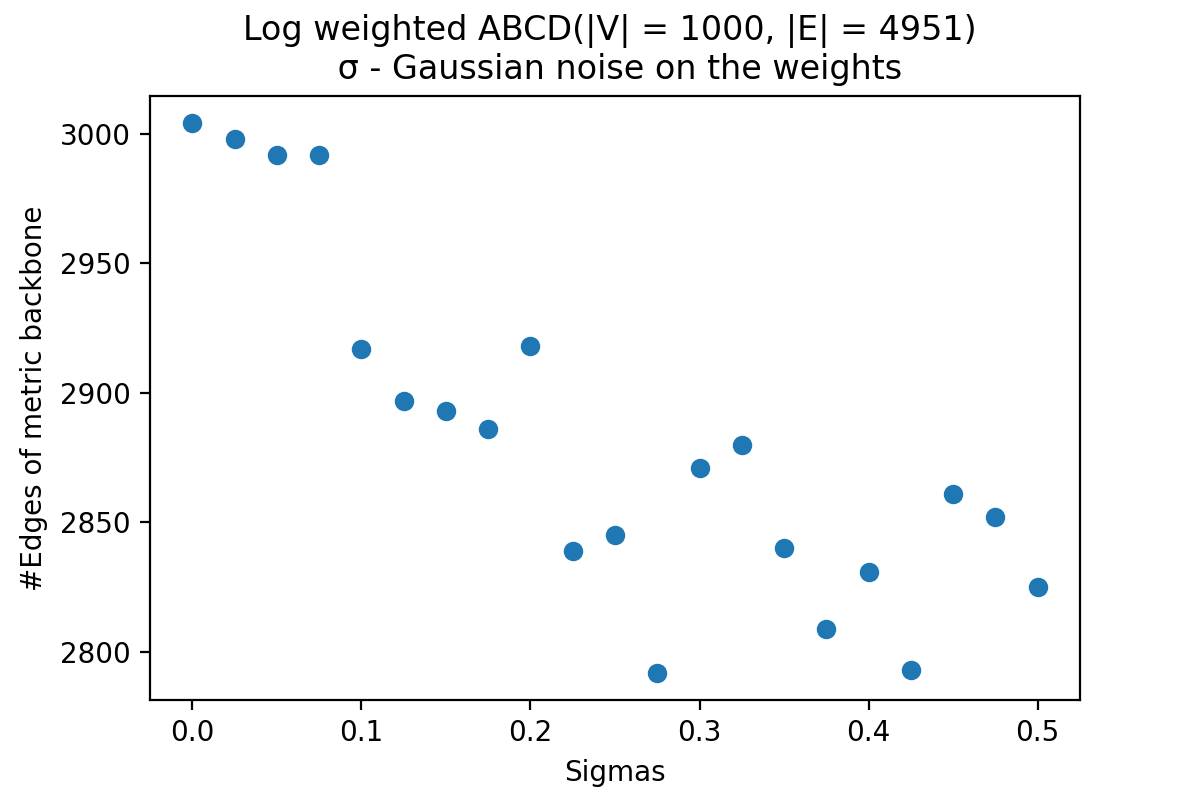 Log weighted ABCD(|V| = 1000, |E| = 4951)
σ - Gaussian noise on the weights
#Edges of metric backbone
3000
2950
2900
2850
2800
0.0 0.1 0.2 0.3 0.4 0.5
Sigmas